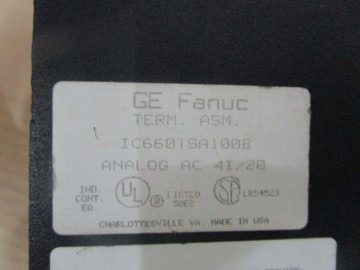 GE Fanuc
TERM. ASM.
IC660TSA100B
ANALOG AC 4I/2O
IND. CONT. EQ. UL LISTED LR54523
CHARLOTTESVILLE VA. MADE IN USA